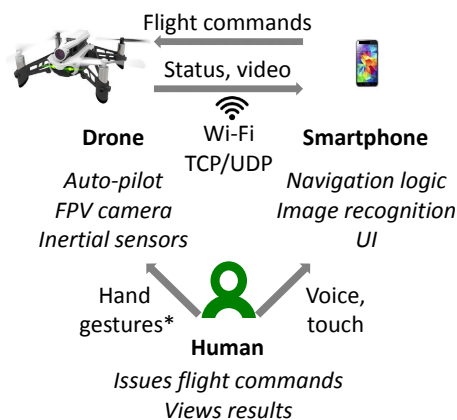 Flight commands
Status, video
Wi-Fi
TCP/UDP
Drone
Auto-pilot
FPV camera
Inertial sensors
Smartphone
Navigation logic
Image recognition
UI
Hand
gestures*
Voice,
touch
Human
Issues flight commands
Views results